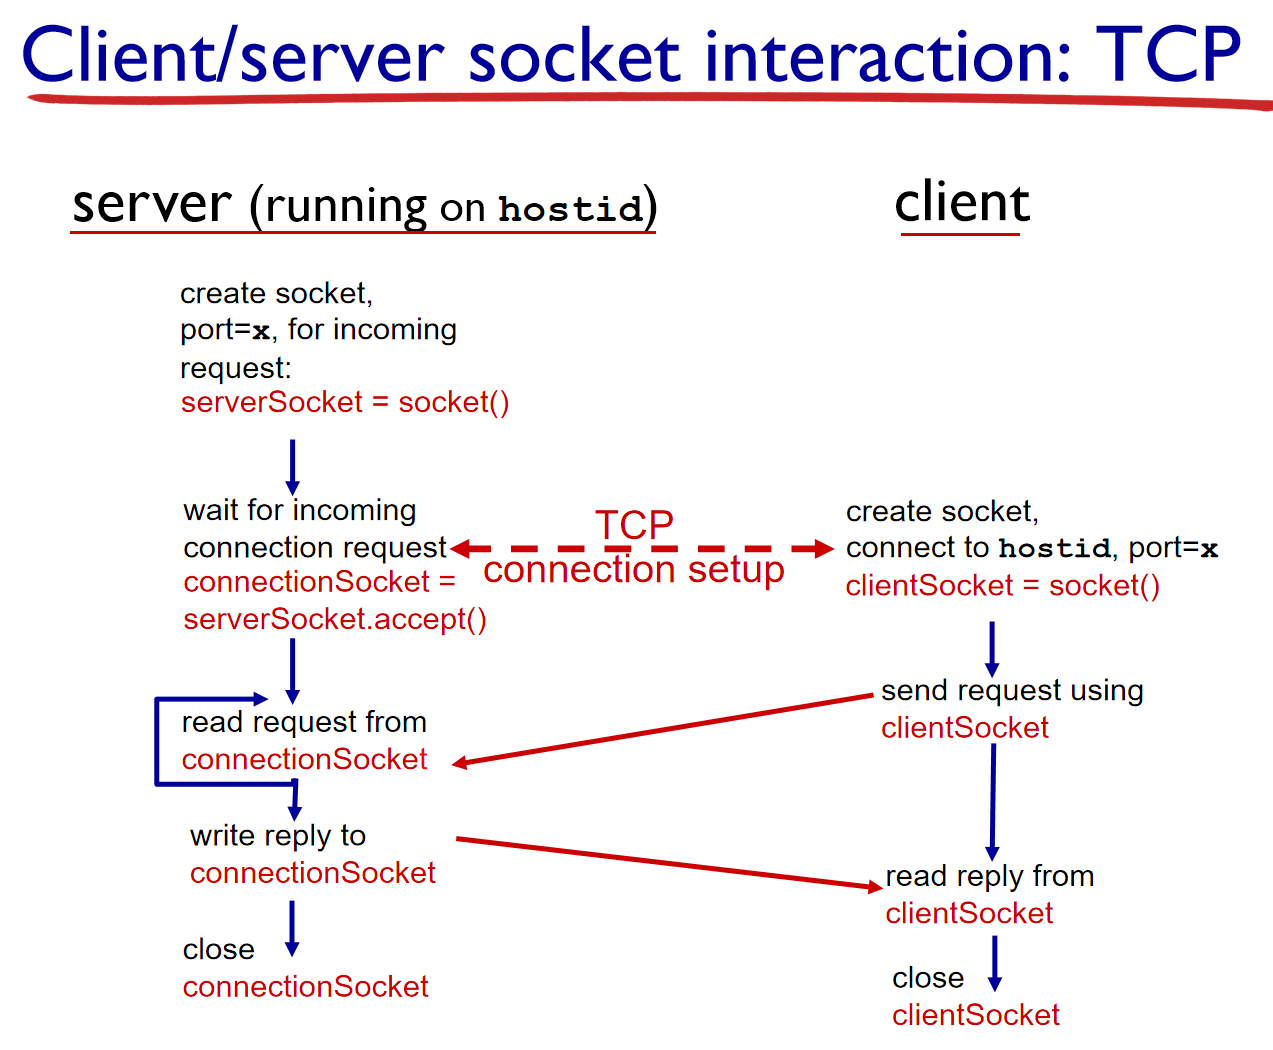 Client/server socket interaction: TCP
server (running on hostid)
client
create socket,
port=x, for incoming
request:
serverSocket = socket()
wait for incoming
connection request
connectionSocket =
serverSocket.accept()
TCP
connection setup
create socket,
connect to hostid, port=x
clientSocket = socket()
send request using
clientSocket
read request from
connectionSocket
write reply to
connectionSocket
read reply from
clientSocket
close
connectionSocket
close
clientSocket